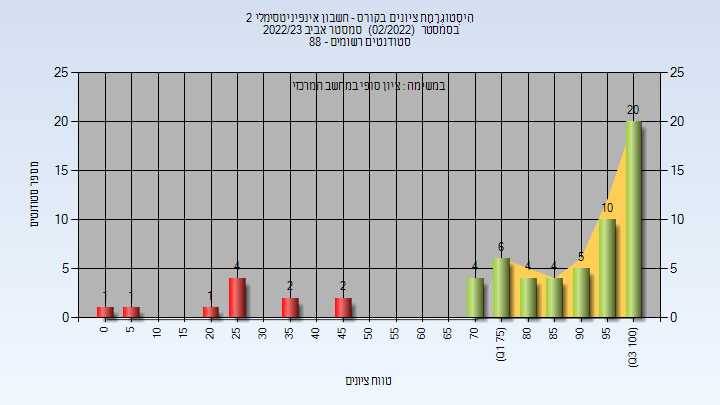 היסטוגרמת ציונים בקורס - חשבון אינפיניטסימלי 2
בסמסטר (02/2022) סמסטר אביב 2022/23
סטודנטים רשומים - 88
במשימה : ציון סופי במחשב המרכזי
מספר סטודנטים
25 25
20 20
15 15
10 10
5 5
0 0
1 1 1 4 2 2 4 6 4 4 5 10 20
0 5 10 15 20 25 30 35 40 45 50 55 60 65 70 (Q1 75) 80 85 90 95 (Q3 100)
טווח ציונים